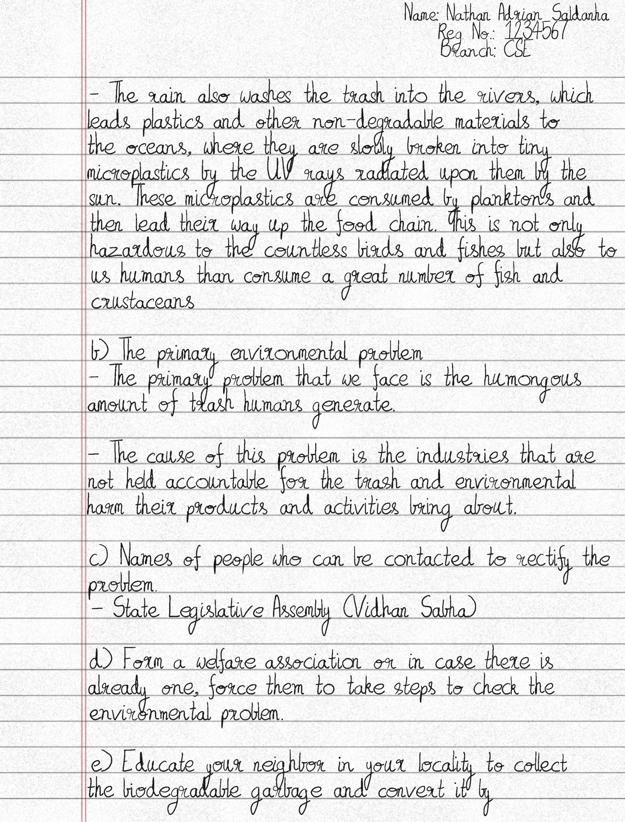 Name: Nathan Adrian Saldanha
Reg No.: 1234567
Branch: CSE
- The rain also washes the trash into the rivers, which
leads plastics and other non-degradable materials to
the oceans, where they are slowly broken into tiny
microplastics by the UV rays radiated upon them by the
sun. These microplastics are consumed by planktons and
then lead their way up the food chain. This is not only
hazardous to the countless birds and fishes but also to
us humans than consume a great number of fish and
crustaceans
b) The primary environmental problem
- The primary problem that we face is the humongous
amount of trash humans generate.
- The cause of this problem is the industries that are
not held accountable for the trash and environmental
harm their products and activities bring about.
c) Names of people who can be contacted to rectify the
problem.
- State Legislative Assembly (Vidhan Sabha)
d) Form a welfare association or in case there is
already one, force them to take steps to check the
environmental problem.
e) Educate your neighbor in your locality to collect
the biodegradable garbage and convert it by